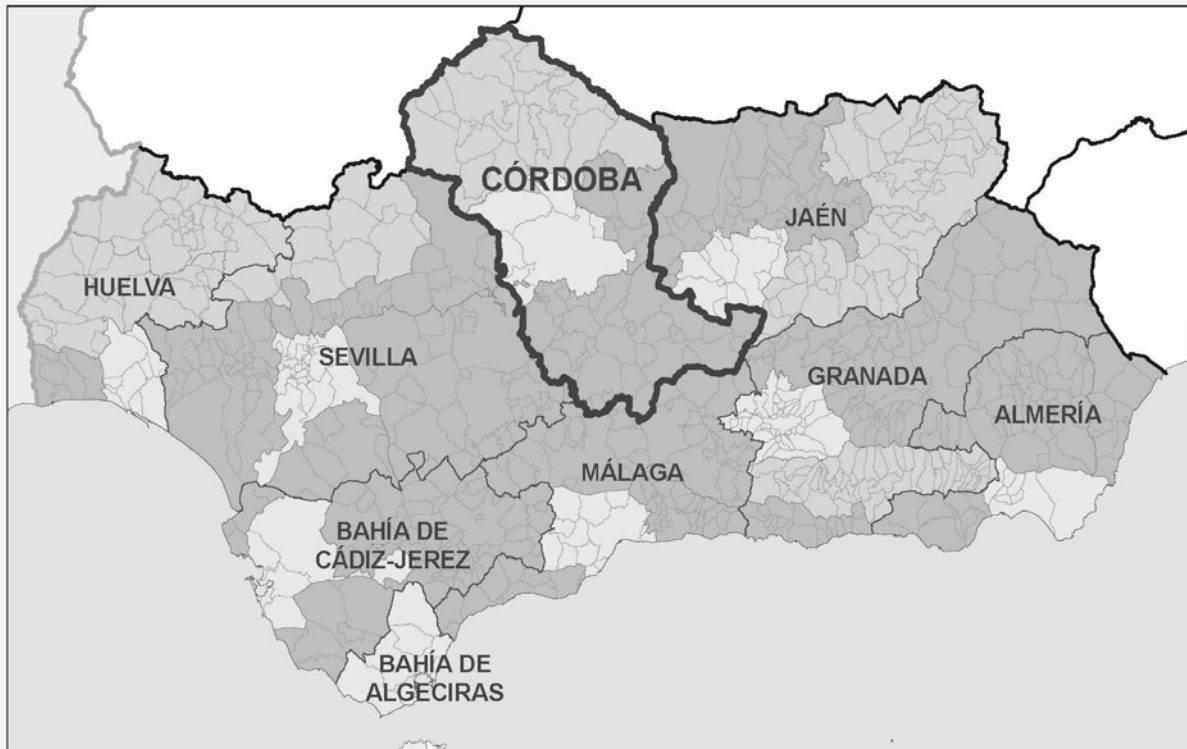 CÓRDOBA
JAÉN
HUELVA
SEVILLA
GRANADA
ALMERÍA
MÁLAGA
BAHÍA DE
CÁDIZ-JEREZ
BAHÍA DE
ALGECIRAS